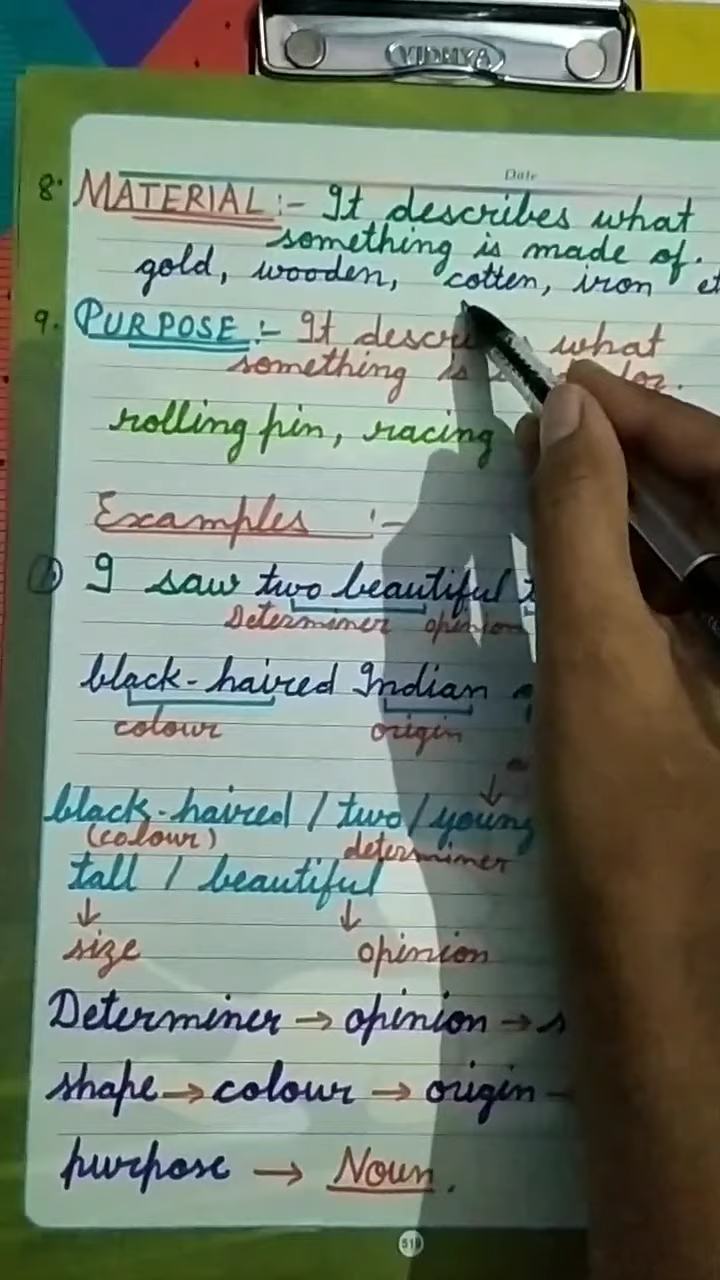 VIDHYA
Date
8. MATERIAL :- It describes what
something is made of.
gold, wooden, cotten, iron
9. PURPOSE :- It what
something is
rolling pin, racing
Examples :-
I saw two beautiful
Determiner opinion
black-haired Indian
colour origin
black-haired / two / young
(colour) determiner
tall / beautiful
size opinion
Determiner → opinion →
shape → colour → origin
purpose → Noun.
519